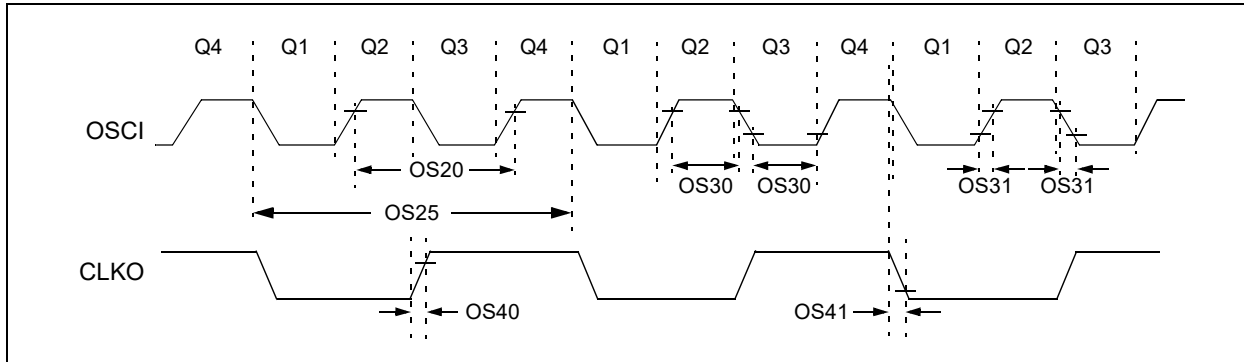 Q4 Q1 Q2 Q3 Q4 Q1 Q2 Q3 Q4 Q1 Q2 Q3
OSCI
OS20
OS30 OS30
OS31 OS31
OS25
CLKO
OS40
OS41